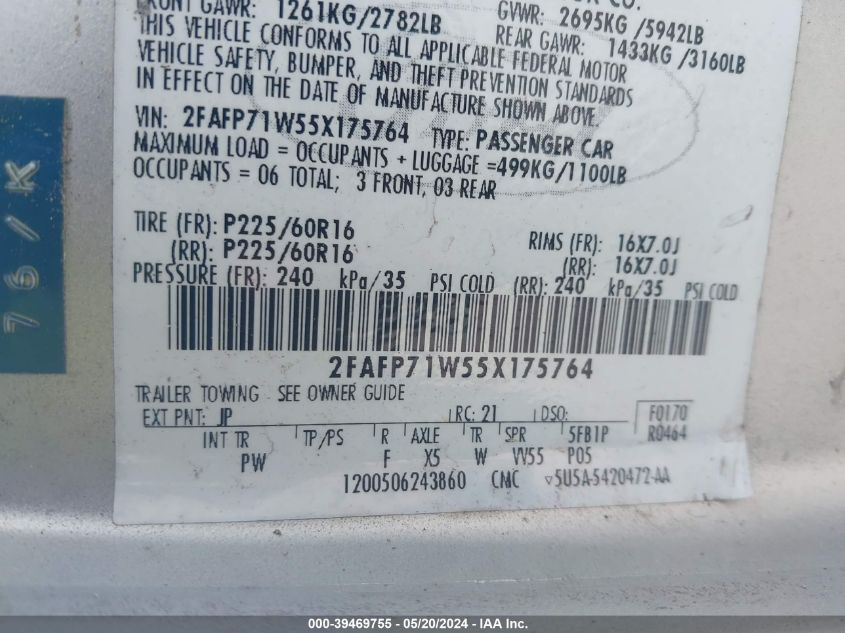 FRONT GAWR: 1261KG/2782LB
GVWR: 2695KG/5942LB
REAR GAWR: 1433KG/3160LB
THIS VEHICLE CONFORMS TO ALL APPLICABLE FEDERAL MOTOR
VEHICLE SAFETY, BUMPER, AND THEFT PREVENTION STANDARDS
IN EFFECT ON THE DATE OF MANUFACTURE SHOWN ABOVE.
VIN: 2FAFP71W55X175764 TYPE: PASSENGER CAR
MAXIMUM LOAD = OCCUPANTS + LUGGAGE =499KG/1100LB
OCCUPANTS = 06 TOTAL; 3 FRONT, 03 REAR
TIRE (FR): P225/60R16 RIMS (FR): 16X7.0J
(RR): P225/60R16 (RR): 16X7.0J
PRESSURE (FR): 240 kPa/35 PSI COLD (RR): 240 kPa/35 PSI COLD
2FAFP71W55X175764
TRAILER TOWING - SEE OWNER GUIDE
EXT PNT: JP RC: 21 DSO: F0170
INT TR TP/PS R AXLE TR SPR 5FB1P R0464
PW F X5 W VV55 P05
1200506243860 CMC ▿5U5A-5420472-AA
76/K
000-39469755 - 05/20/2024 - IAA Inc.